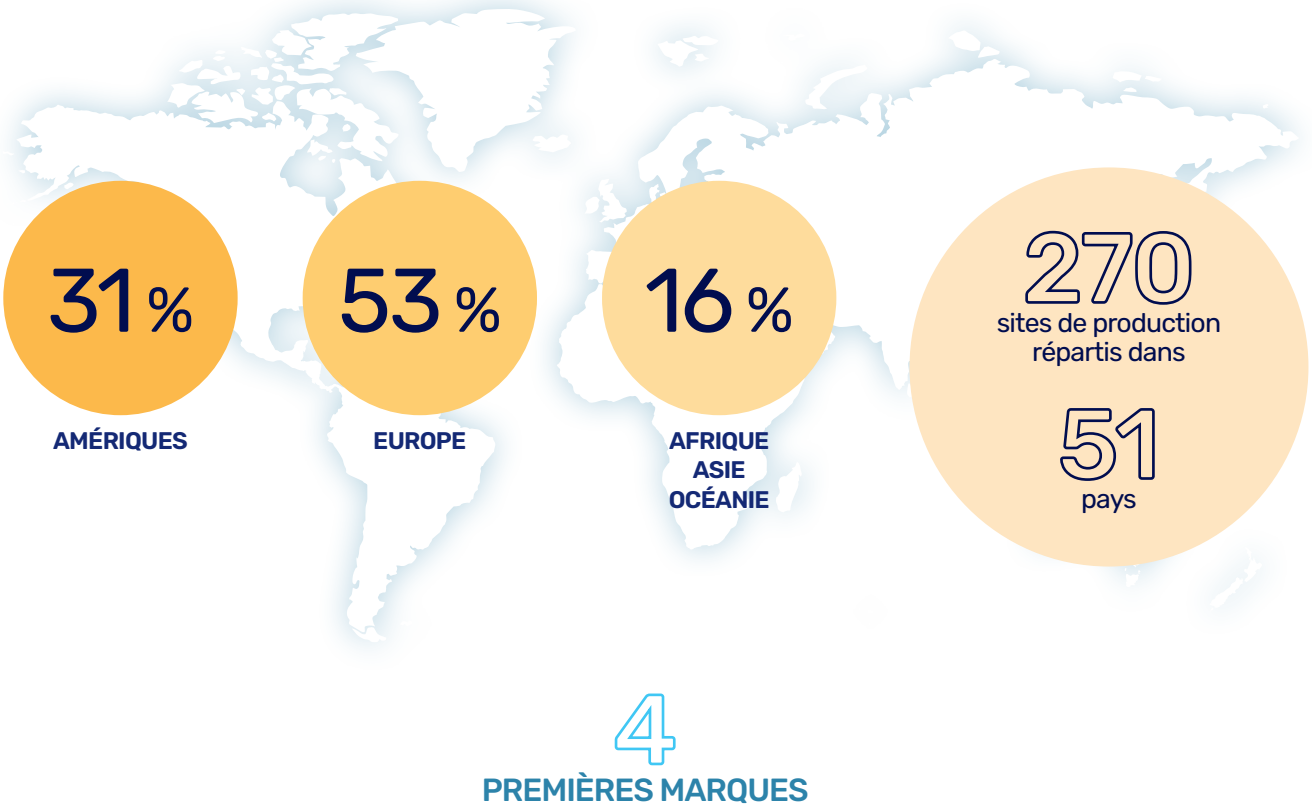 31 %
AMÉRIQUES
53 %
EUROPE
16 %
AFRIQUE
ASIE
OCÉANIE
270
sites de production
répartis dans
51
pays
4
PREMIÈRES MARQUES